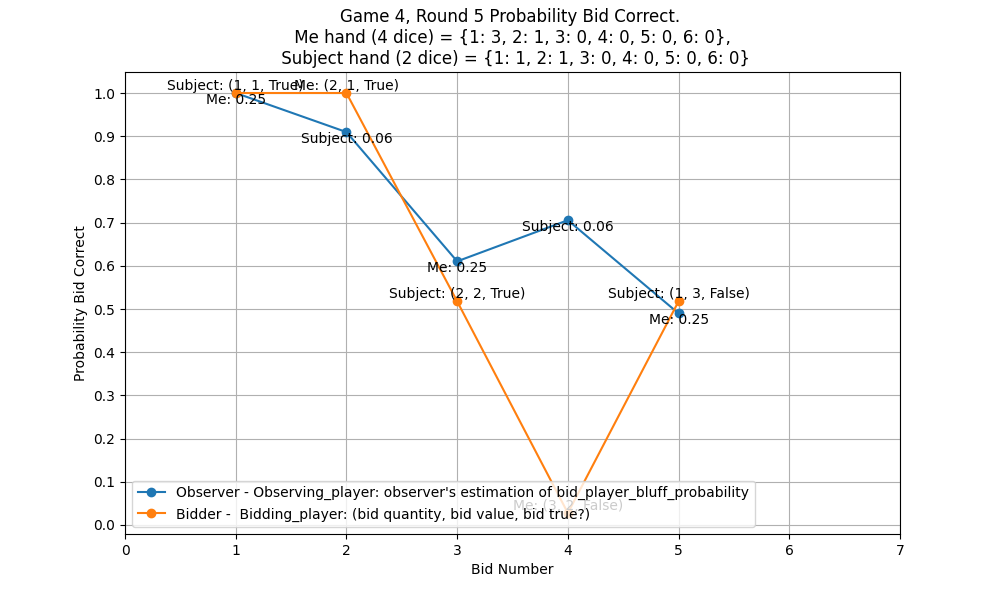 Game 4, Round 5 Probability Bid Correct.
Me hand (4 dice) = {1: 3, 2: 1, 3: 0, 4: 0, 5: 0, 6: 0},
Subject hand (2 dice) = {1: 1, 2: 1, 3: 0, 4: 0, 5: 0, 6: 0}
Probability Bid Correct
1.0
0.9
0.8
0.7
0.6
0.5
0.4
0.3
0.2
0.1
0.0
Subject: (1, 1, True)
Me: (2, 1, True)
Me: 0.25
Subject: 0.06
Subject: 0.06
Me: 0.25
Subject: (2, 2, True)
Subject: (1, 3, False)
Me: 0.25
Me: (3, 2, False)
Observer - Observing_player: observer's estimation of bid_player_bluff_probability
Bidder -  Bidding_player: (bid quantity, bid value, bid true?)
0 1 2 3 4 5 6 7
Bid Number